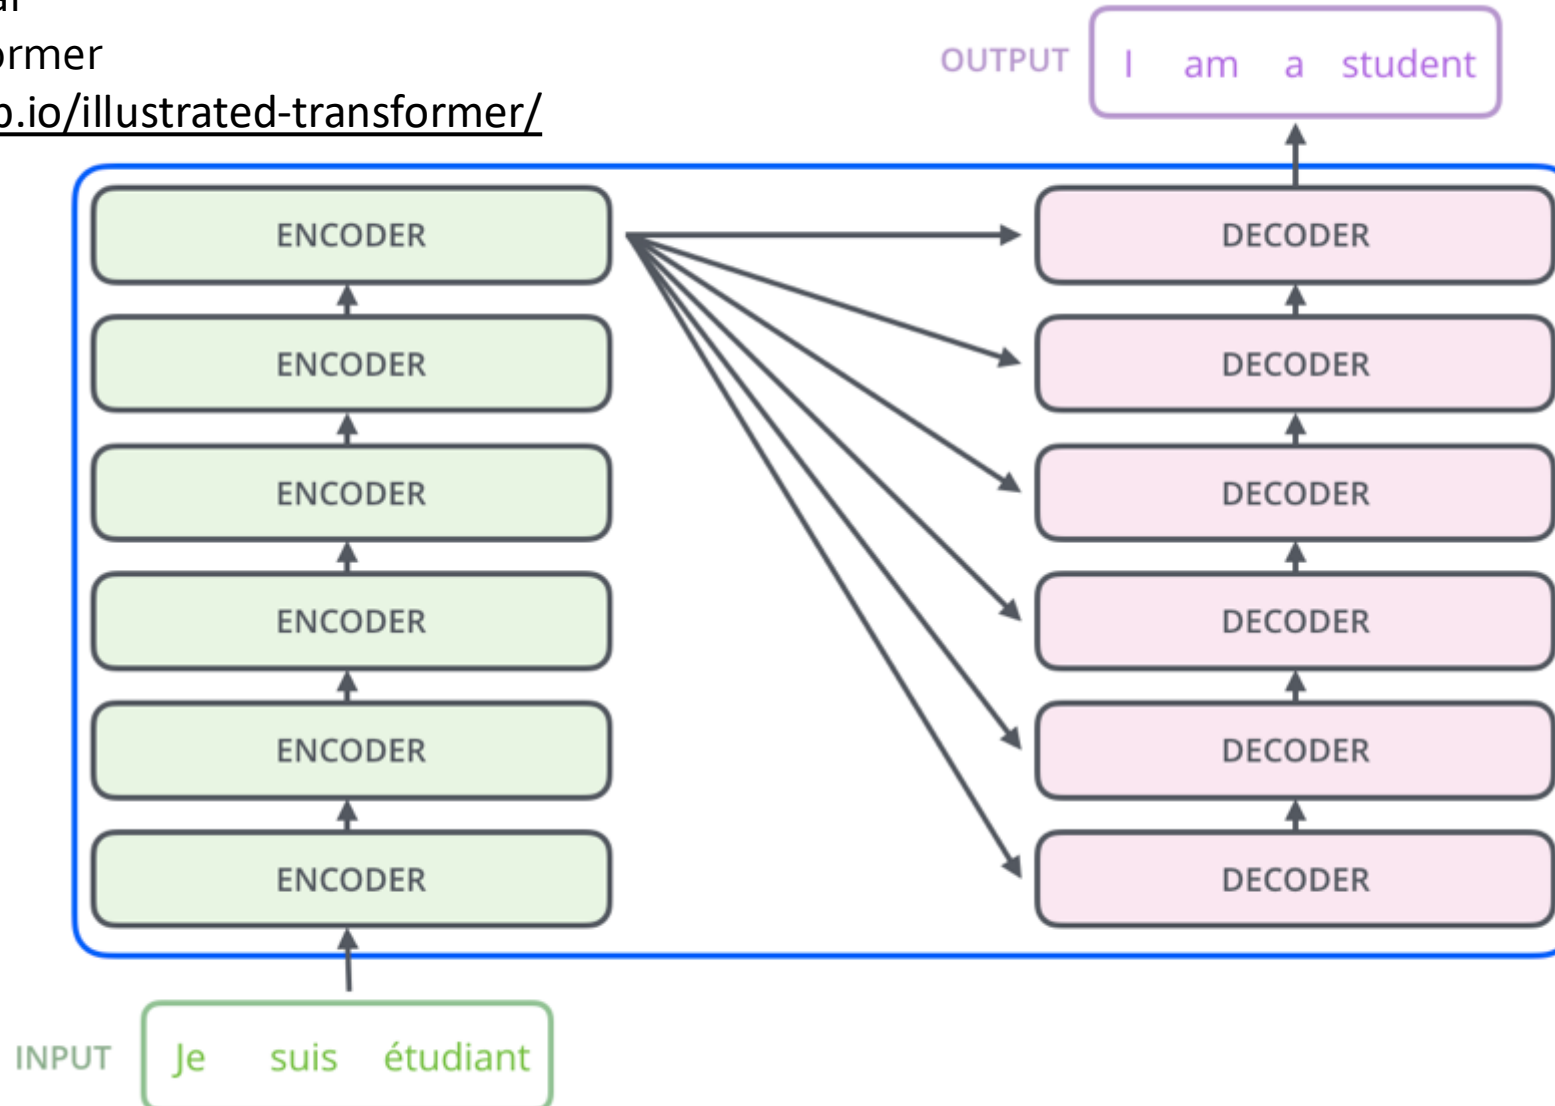 ormer
o.io/illustrated-transformer/
OUTPUT
I am a student
ENCODER
DECODER
ENCODER
DECODER
ENCODER
DECODER
ENCODER
DECODER
ENCODER
DECODER
ENCODER
DECODER
INPUT
Je suis étudiant